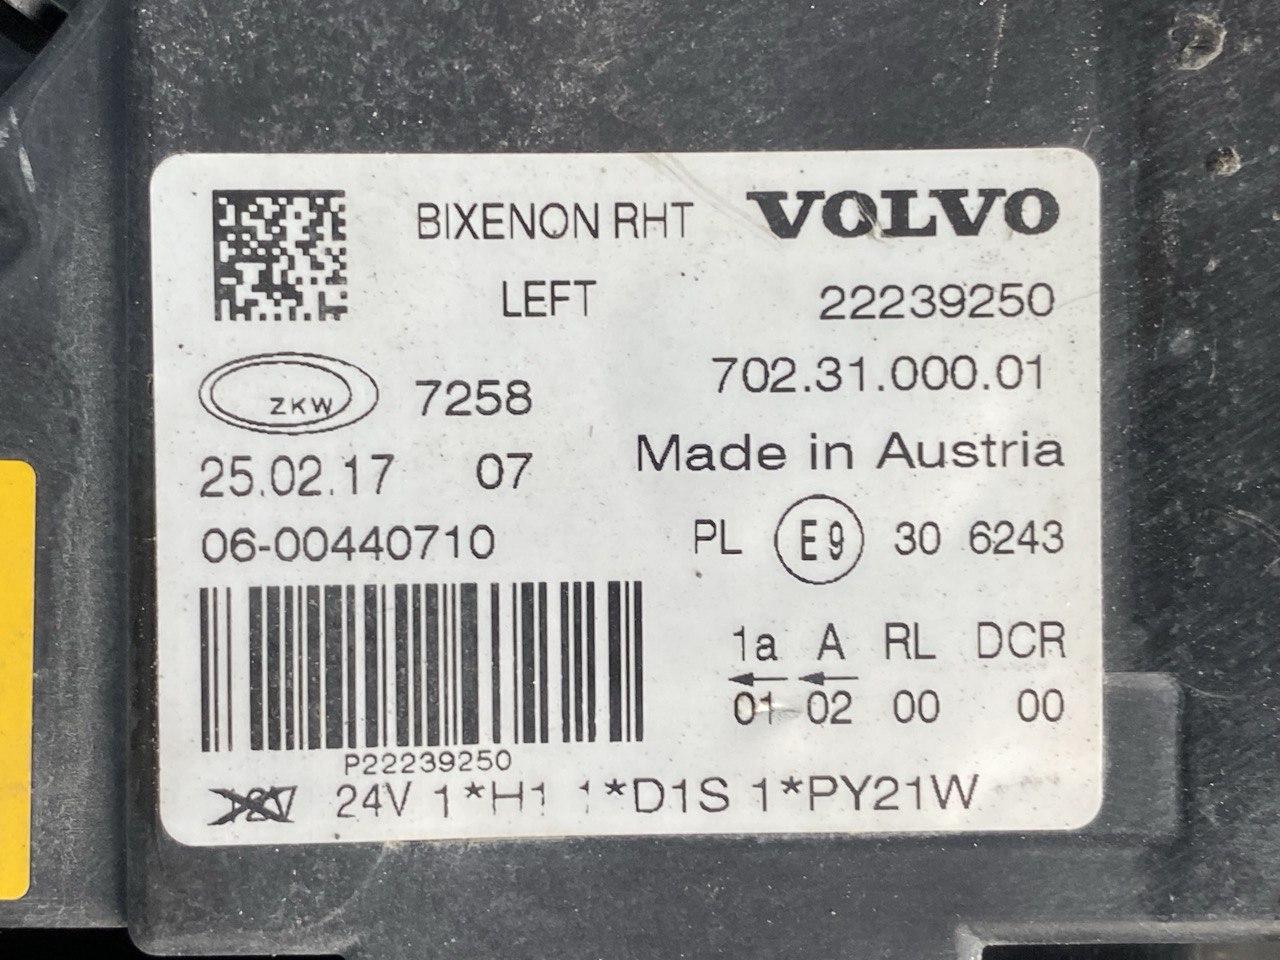 BIXENON RHT VOLVO
LEFT 22239250
702.31.000.01
ZKW 7258
Made in Austria
25.02.17 07
06-00440710
PL E9 30 6243
1a A RL DCR
01 02 00 00
P22239250
24V 1*H1 1*D1S 1*PY21W